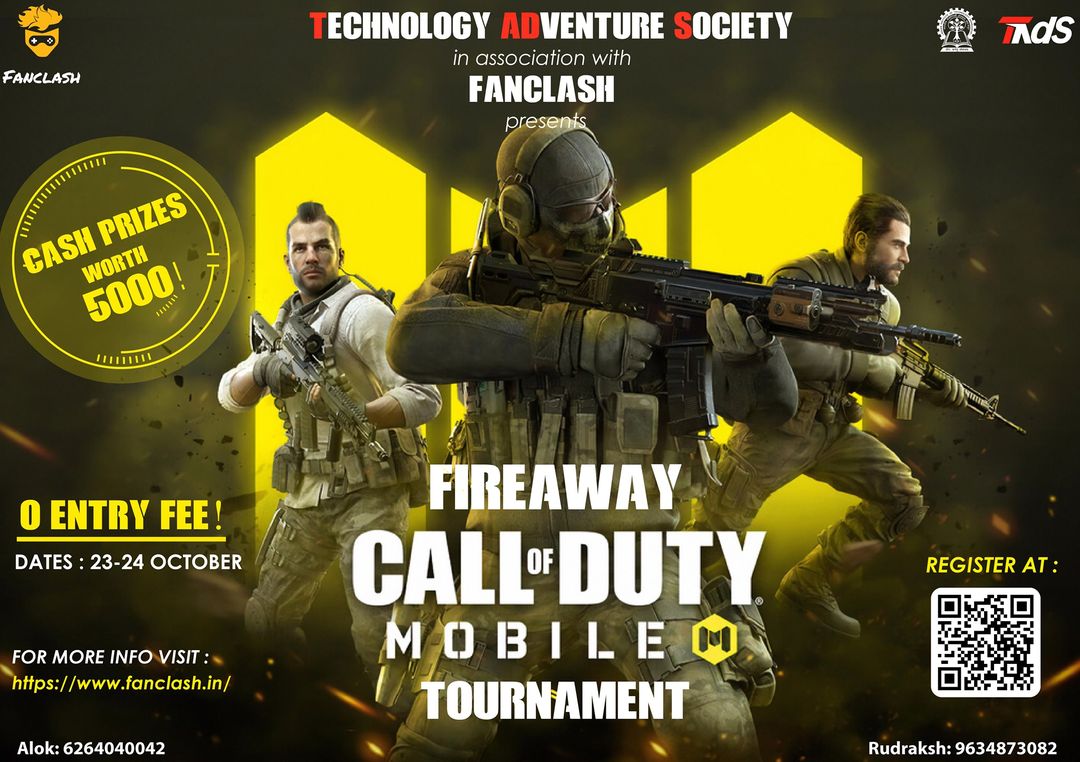 TECHNOLOGY ADVENTURE SOCIETY
in association with
FANCLASH
presents
FANCLASH
TAdS
CASH PRIZES
WORTH
5000!
FIREAWAY
CALL OF DUTY®
MOBILE
TOURNAMENT
0 ENTRY FEE!
DATES : 23-24 OCTOBER
FOR MORE INFO VISIT :
https://www.fanclash.in/
REGISTER AT :
Alok: 6264040042
Rudraksh: 9634873082